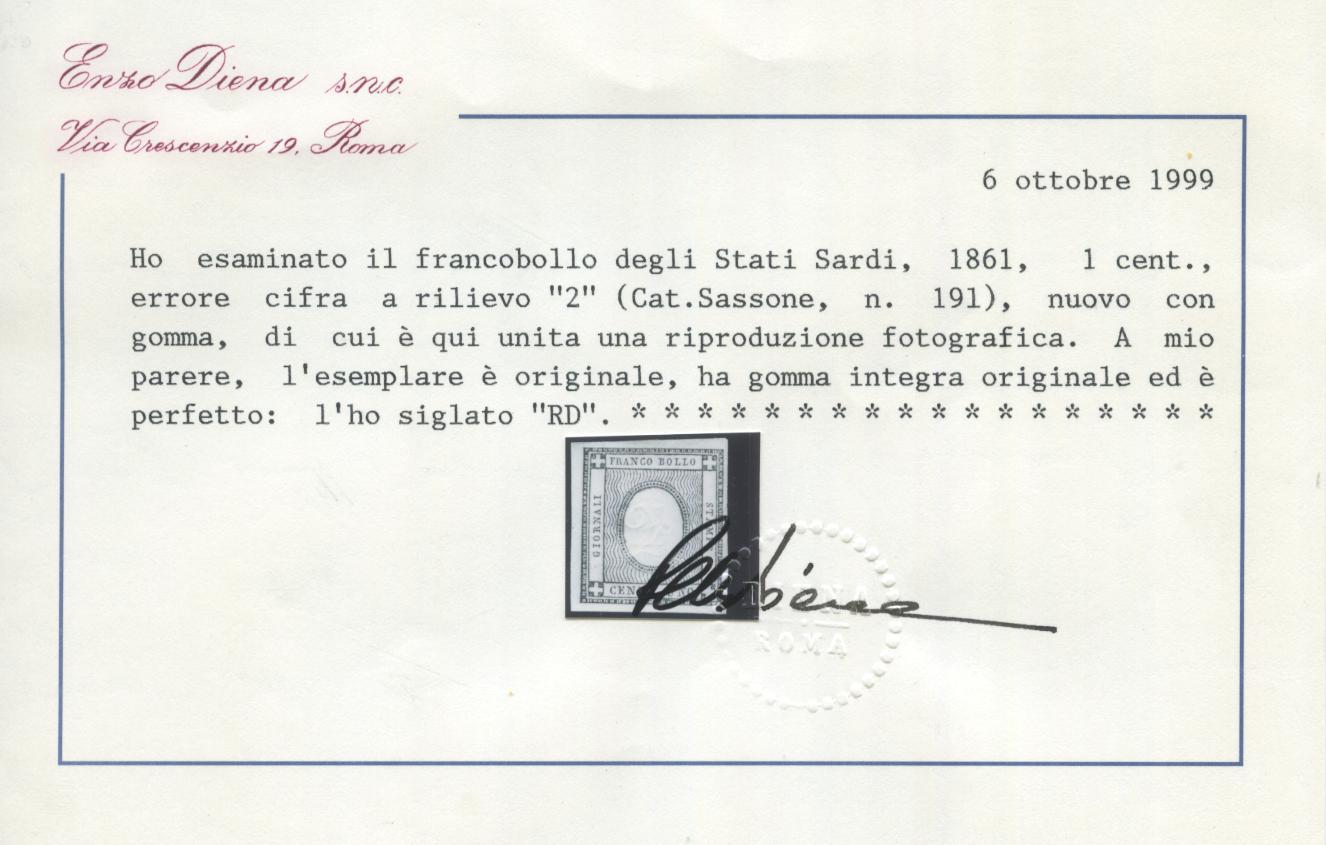 Enzo Diena s.n.c.
Via Crescenzio 19, Roma
6 ottobre 1999
Ho esaminato il francobollo degli Stati Sardi, 1861, 1 cent.,
errore cifra a rilievo "2" (Cat.Sassone, n. 191), nuovo con
gomma, di cui è qui unita una riproduzione fotografica. A mio
parere, l'esemplare è originale, ha gomma integra originale ed è
perfetto: l'ho siglato "RD". * * * * * * * * * * * * * * * * * *
FRANCO BOLLO
GIORNALI
DIENA
ROMA